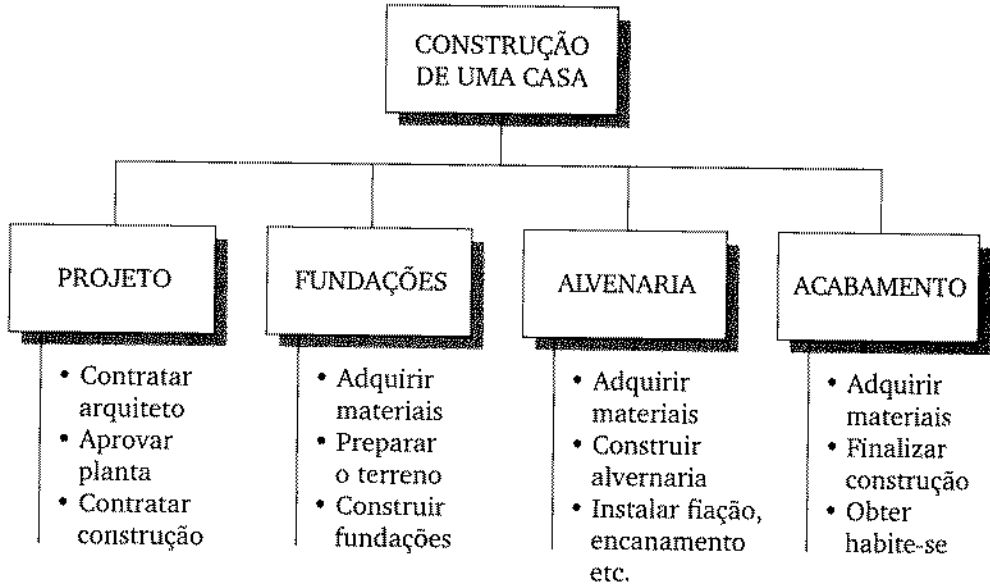 CONSTRUÇÃO
DE UMA CASA
PROJETO
• Contratar
arquiteto
• Aprovar
planta
• Contratar
construção
FUNDAÇÕES
• Adquirir
materiais
• Preparar
o terreno
• Construir
fundações
ALVENARIA
• Adquirir
materiais
• Construir
alvernaria
• Instalar fiação,
encanamento
etc.
ACABAMENTO
• Adquirir
materiais
• Finalizar
construção
• Obter
habite-se